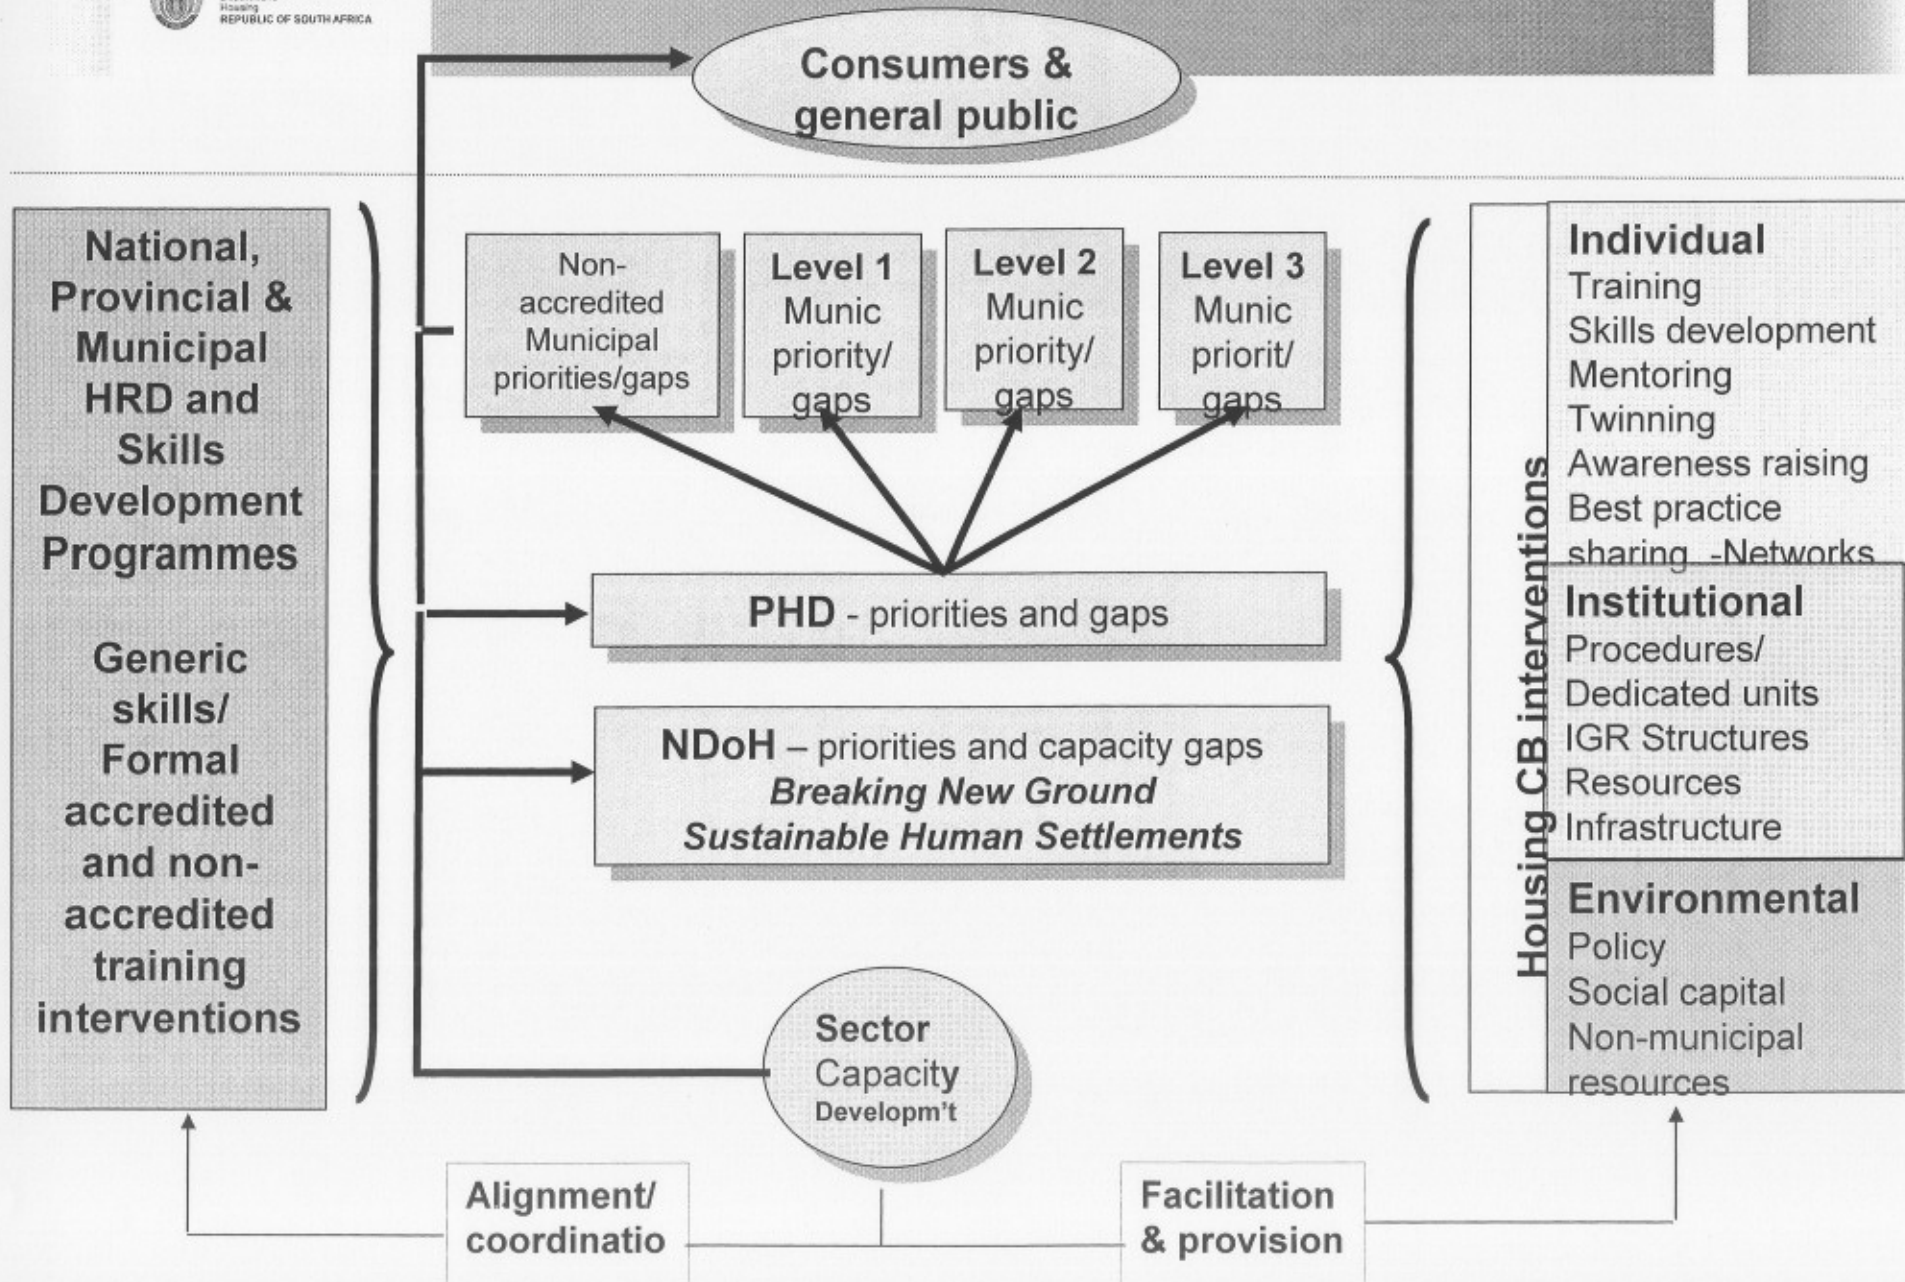 Housing
REPUBLIC OF SOUTH AFRICA
Consumers &
general public
National,
Provincial &
Municipal
HRD and
Skills
Development
Programmes
Generic
skills/
Formal
accredited
and non-
accredited
training
interventions
Non-
accredited
Municipal
priorities/gaps
Level 1
Munic
priority/
gaps
Level 2
Munic
priority/
gaps
Level 3
Munic
priorit/
gaps
PHD - priorities and gaps
NDoH – priorities and capacity gaps
Breaking New Ground
Sustainable Human Settlements
Sector
Capacity
Developm't
Housing CB interventions
Individual
Training
Skills development
Mentoring
Twinning
Awareness raising
Best practice
sharing -Networks
Institutional
Procedures/
Dedicated units
IGR Structures
Resources
Infrastructure
Environmental
Policy
Social capital
Non-municipal
resources
Alignment/
coordinatio
Facilitation
& provision